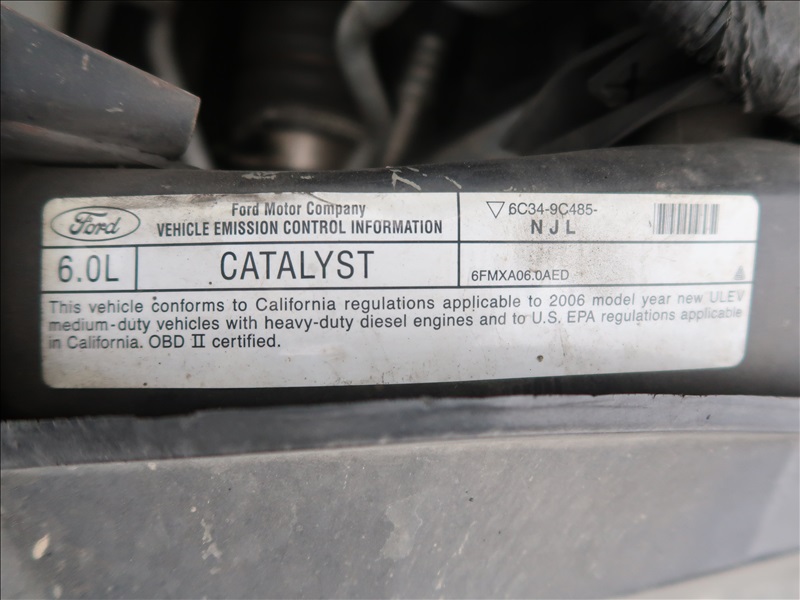 Ford
Ford Motor Company
VEHICLE EMISSION CONTROL INFORMATION
6C34-9C485-
N J L
6.0L
CATALYST
6FMXA06.0AED
This vehicle conforms to California regulations applicable to 2006 model year new ULEV
medium-duty vehicles with heavy-duty diesel engines and to U.S. EPA regulations applicable
in California. OBD II certified.